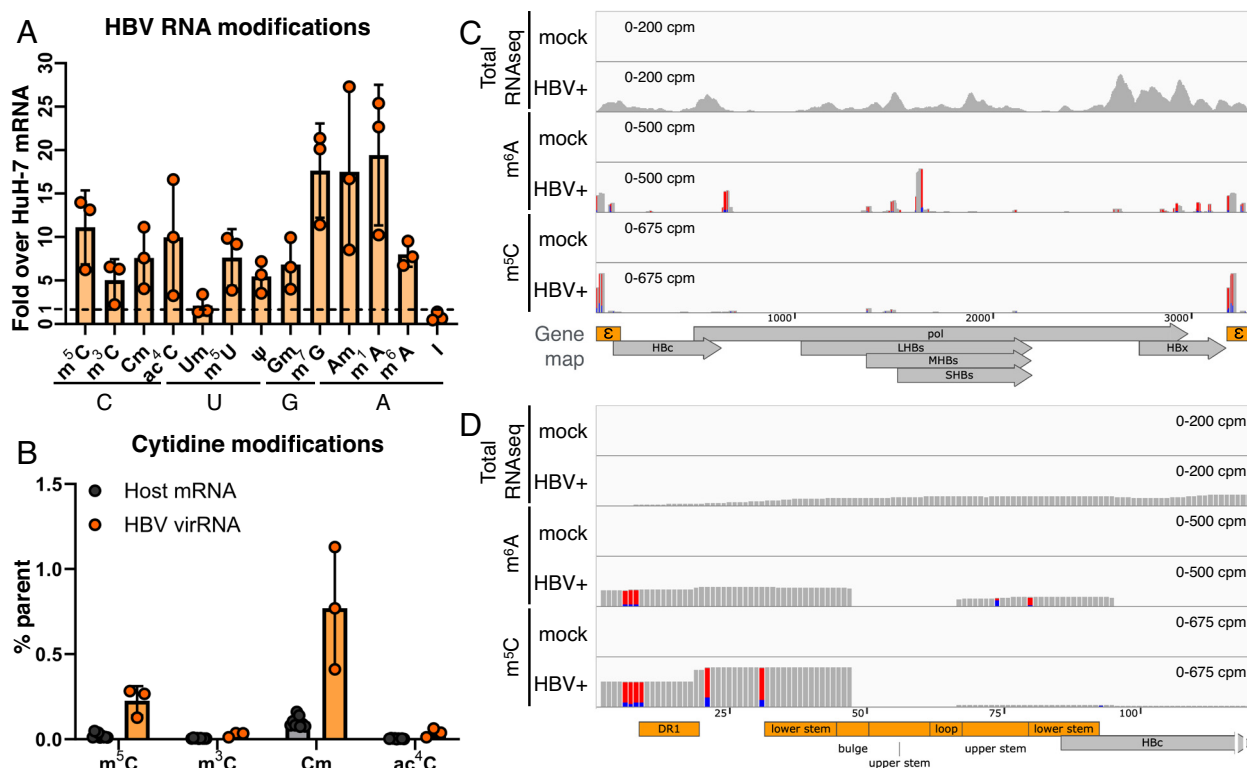 A
HBV RNA modifications
Fold over HuH-7 mRNA
30
25
20
15
10
5
1
0
m⁵C
m³C
Cm
ac⁴C
Um
m⁵U
ψ
Gm
m⁷G
Am
m¹A
m⁶A
I
C
U
G
A
B
Cytidine modifications
Host mRNA
HBV virRNA
% parent
1.5
1.0
0.5
0.0
m⁵C
m³C
Cm
ac⁴C
C
Total RNAseq
mock
0-200 cpm
HBV+
0-200 cpm
m⁶A
mock
0-500 cpm
HBV+
0-500 cpm
m⁵C
mock
0-675 cpm
HBV+
0-675 cpm
1000
2000
3000
Gene map
ε
pol
ε
HBc
LHBs
HBx
MHBs
SHBs
D
Total RNAseq
mock
0-200 cpm
HBV+
0-200 cpm
m⁶A
mock
0-500 cpm
HBV+
0-500 cpm
m⁵C
mock
0-675 cpm
HBV+
0-675 cpm
25
50
75
100
DR1
lower stem
loop
lower stem
bulge
upper stem
HBc
upper stem